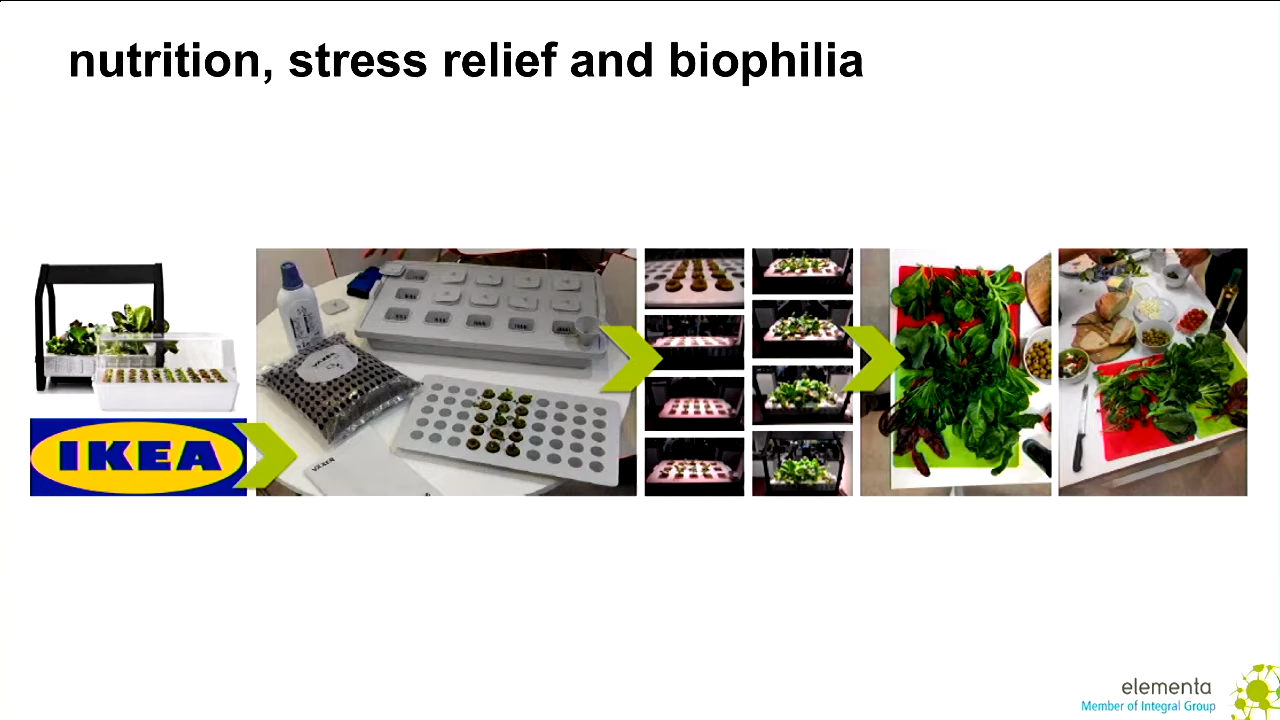 nutrition, stress relief and biophilia
IKEA
elementa
Member of Integral Group